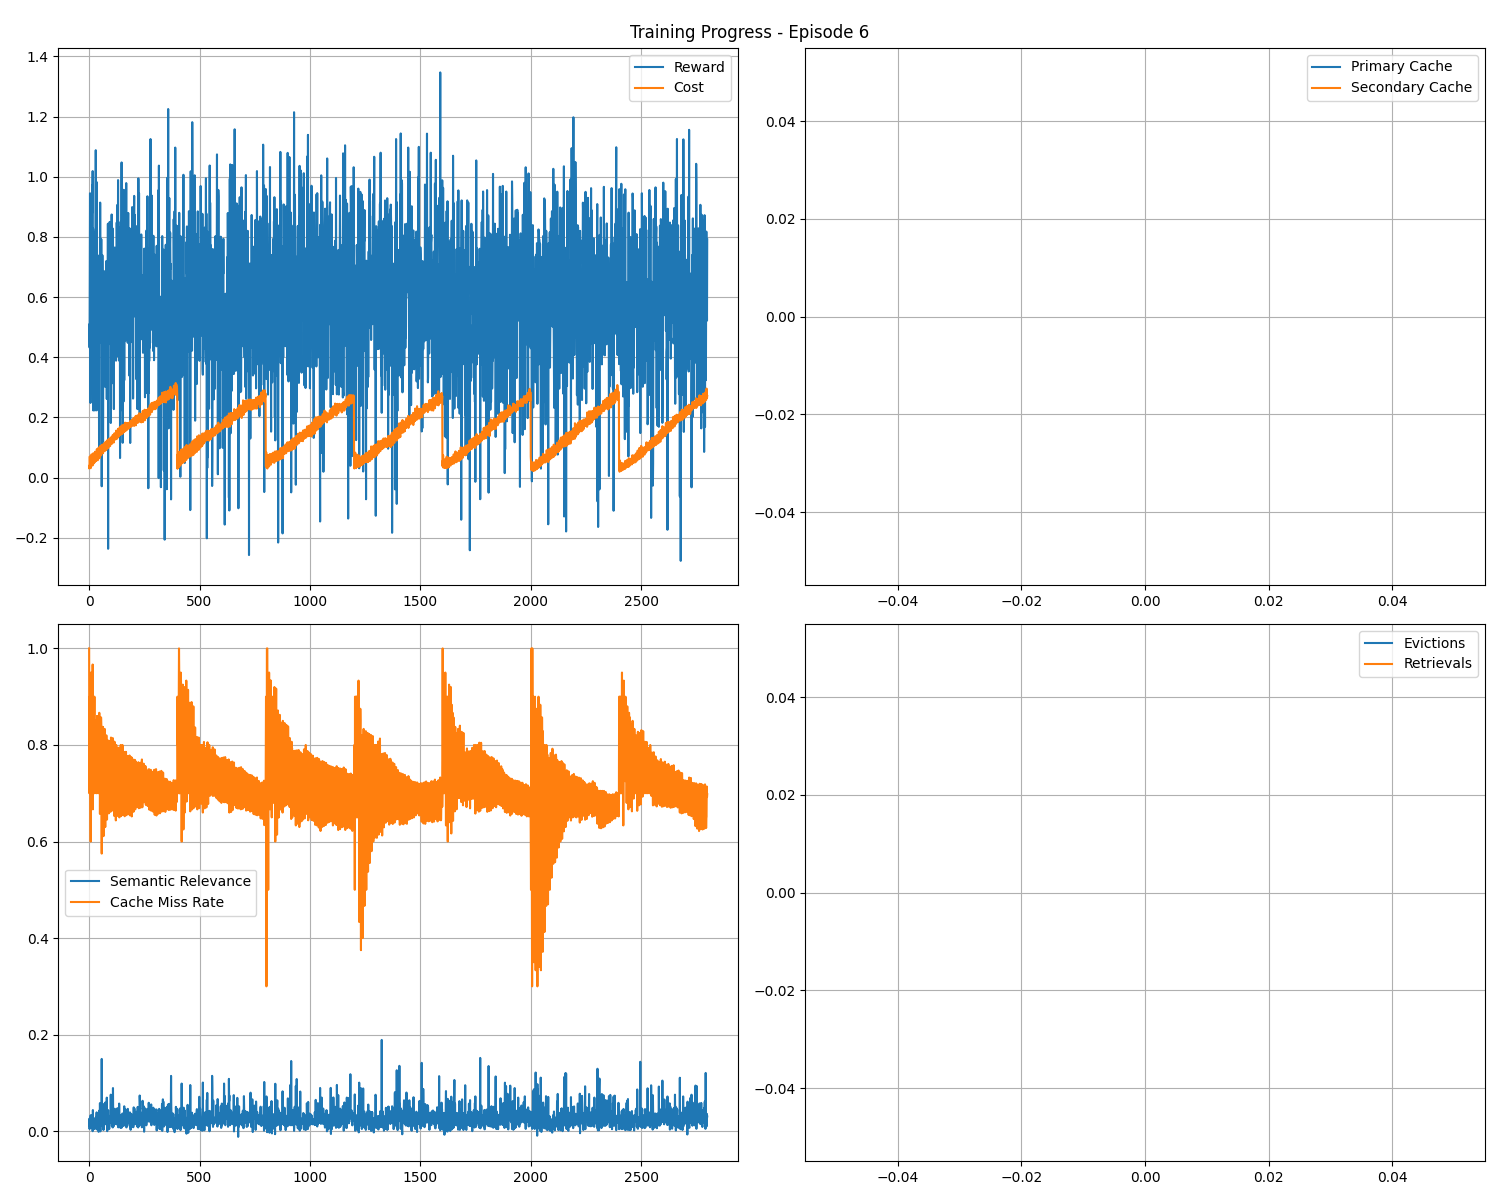 Training Progress - Episode 6
1.4
1.2
1.0
0.8
0.6
0.4
0.2
0.0
−0.2
0 500 1000 1500 2000 2500
Reward
Cost
0.04
0.02
0.00
−0.02
−0.04
−0.04 −0.02 0.00 0.02 0.04
Primary Cache
Secondary Cache
1.0
0.8
0.6
0.4
0.2
0.0
0 500 1000 1500 2000 2500
Semantic Relevance
Cache Miss Rate
0.04
0.02
0.00
−0.02
−0.04
−0.04 −0.02 0.00 0.02 0.04
Evictions
Retrievals